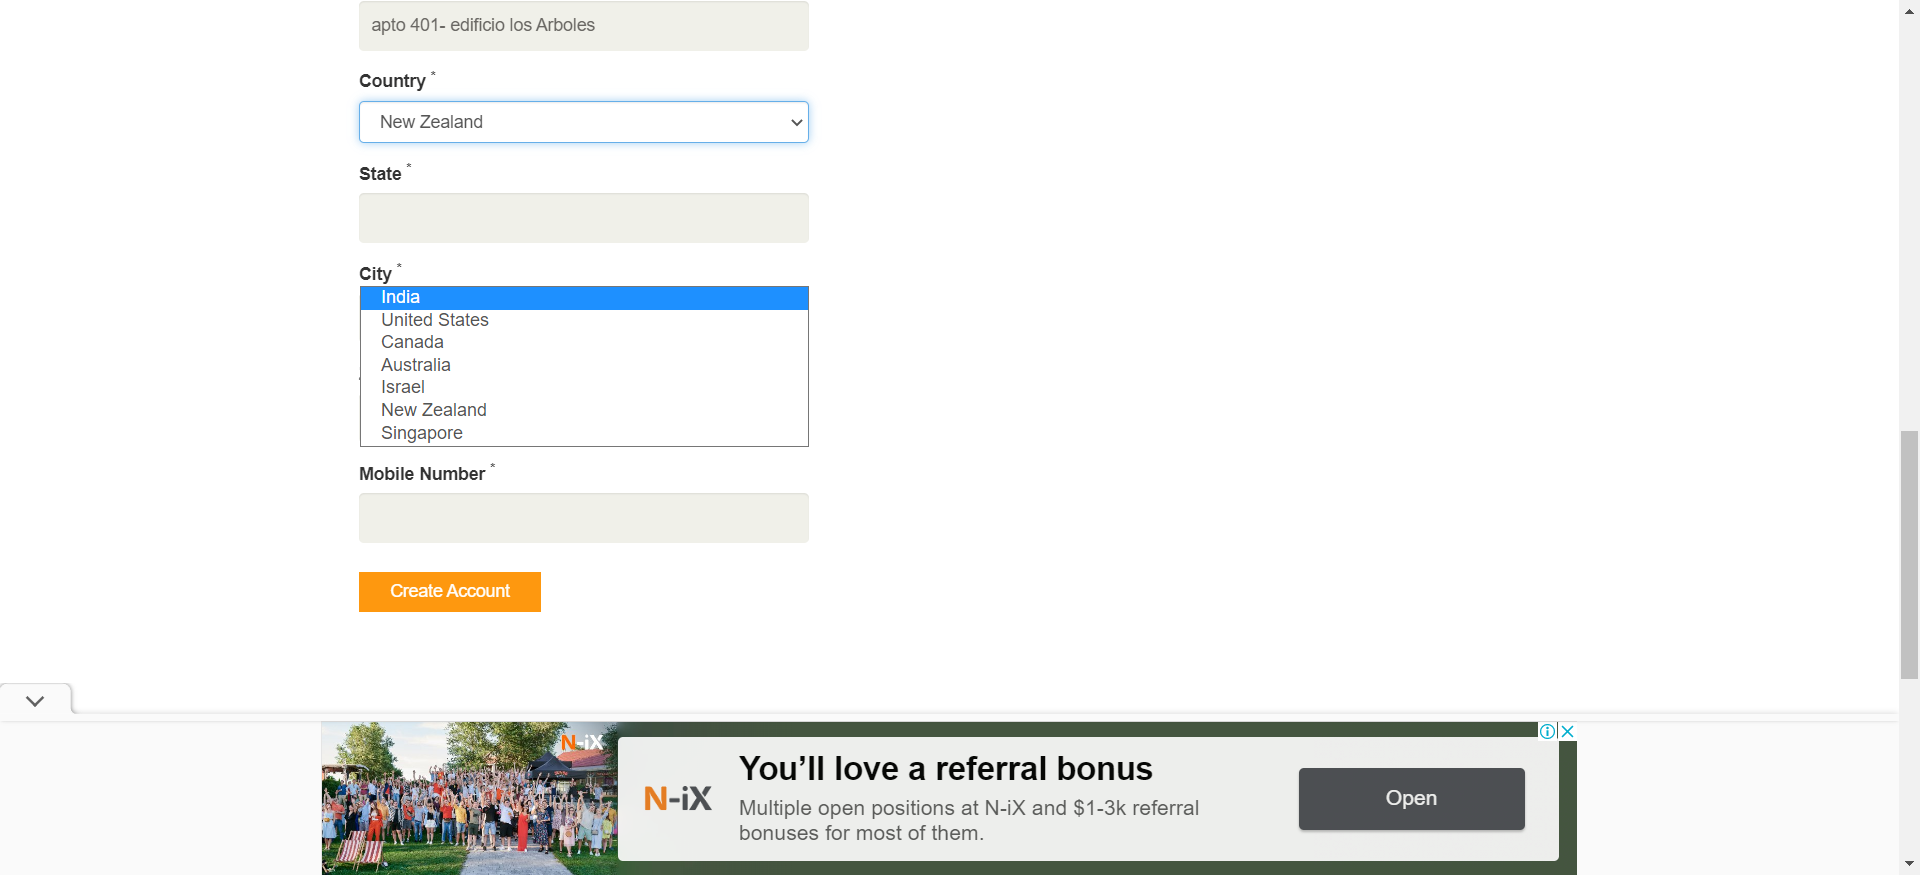 apto 401- edificio los Arboles
Country *
New Zealand
State *
City *
India
United States
Canada
Australia
Israel
New Zealand
Singapore
Mobile Number *
Create Account
N-iX
N-iX
You’ll love a referral bonus
Multiple open positions at N-iX and $1-3k referral
bonuses for most of them.
Open